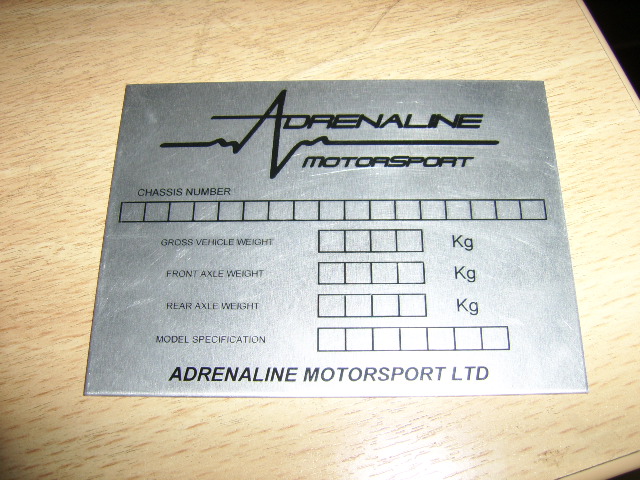 ADRENALINE
MOTORSPORT
CHASSIS NUMBER
GROSS VEHICLE WEIGHT Kg
FRONT AXLE WEIGHT Kg
REAR AXLE WEIGHT Kg
MODEL SPECIFICATION
ADRENALINE MOTORSPORT LTD